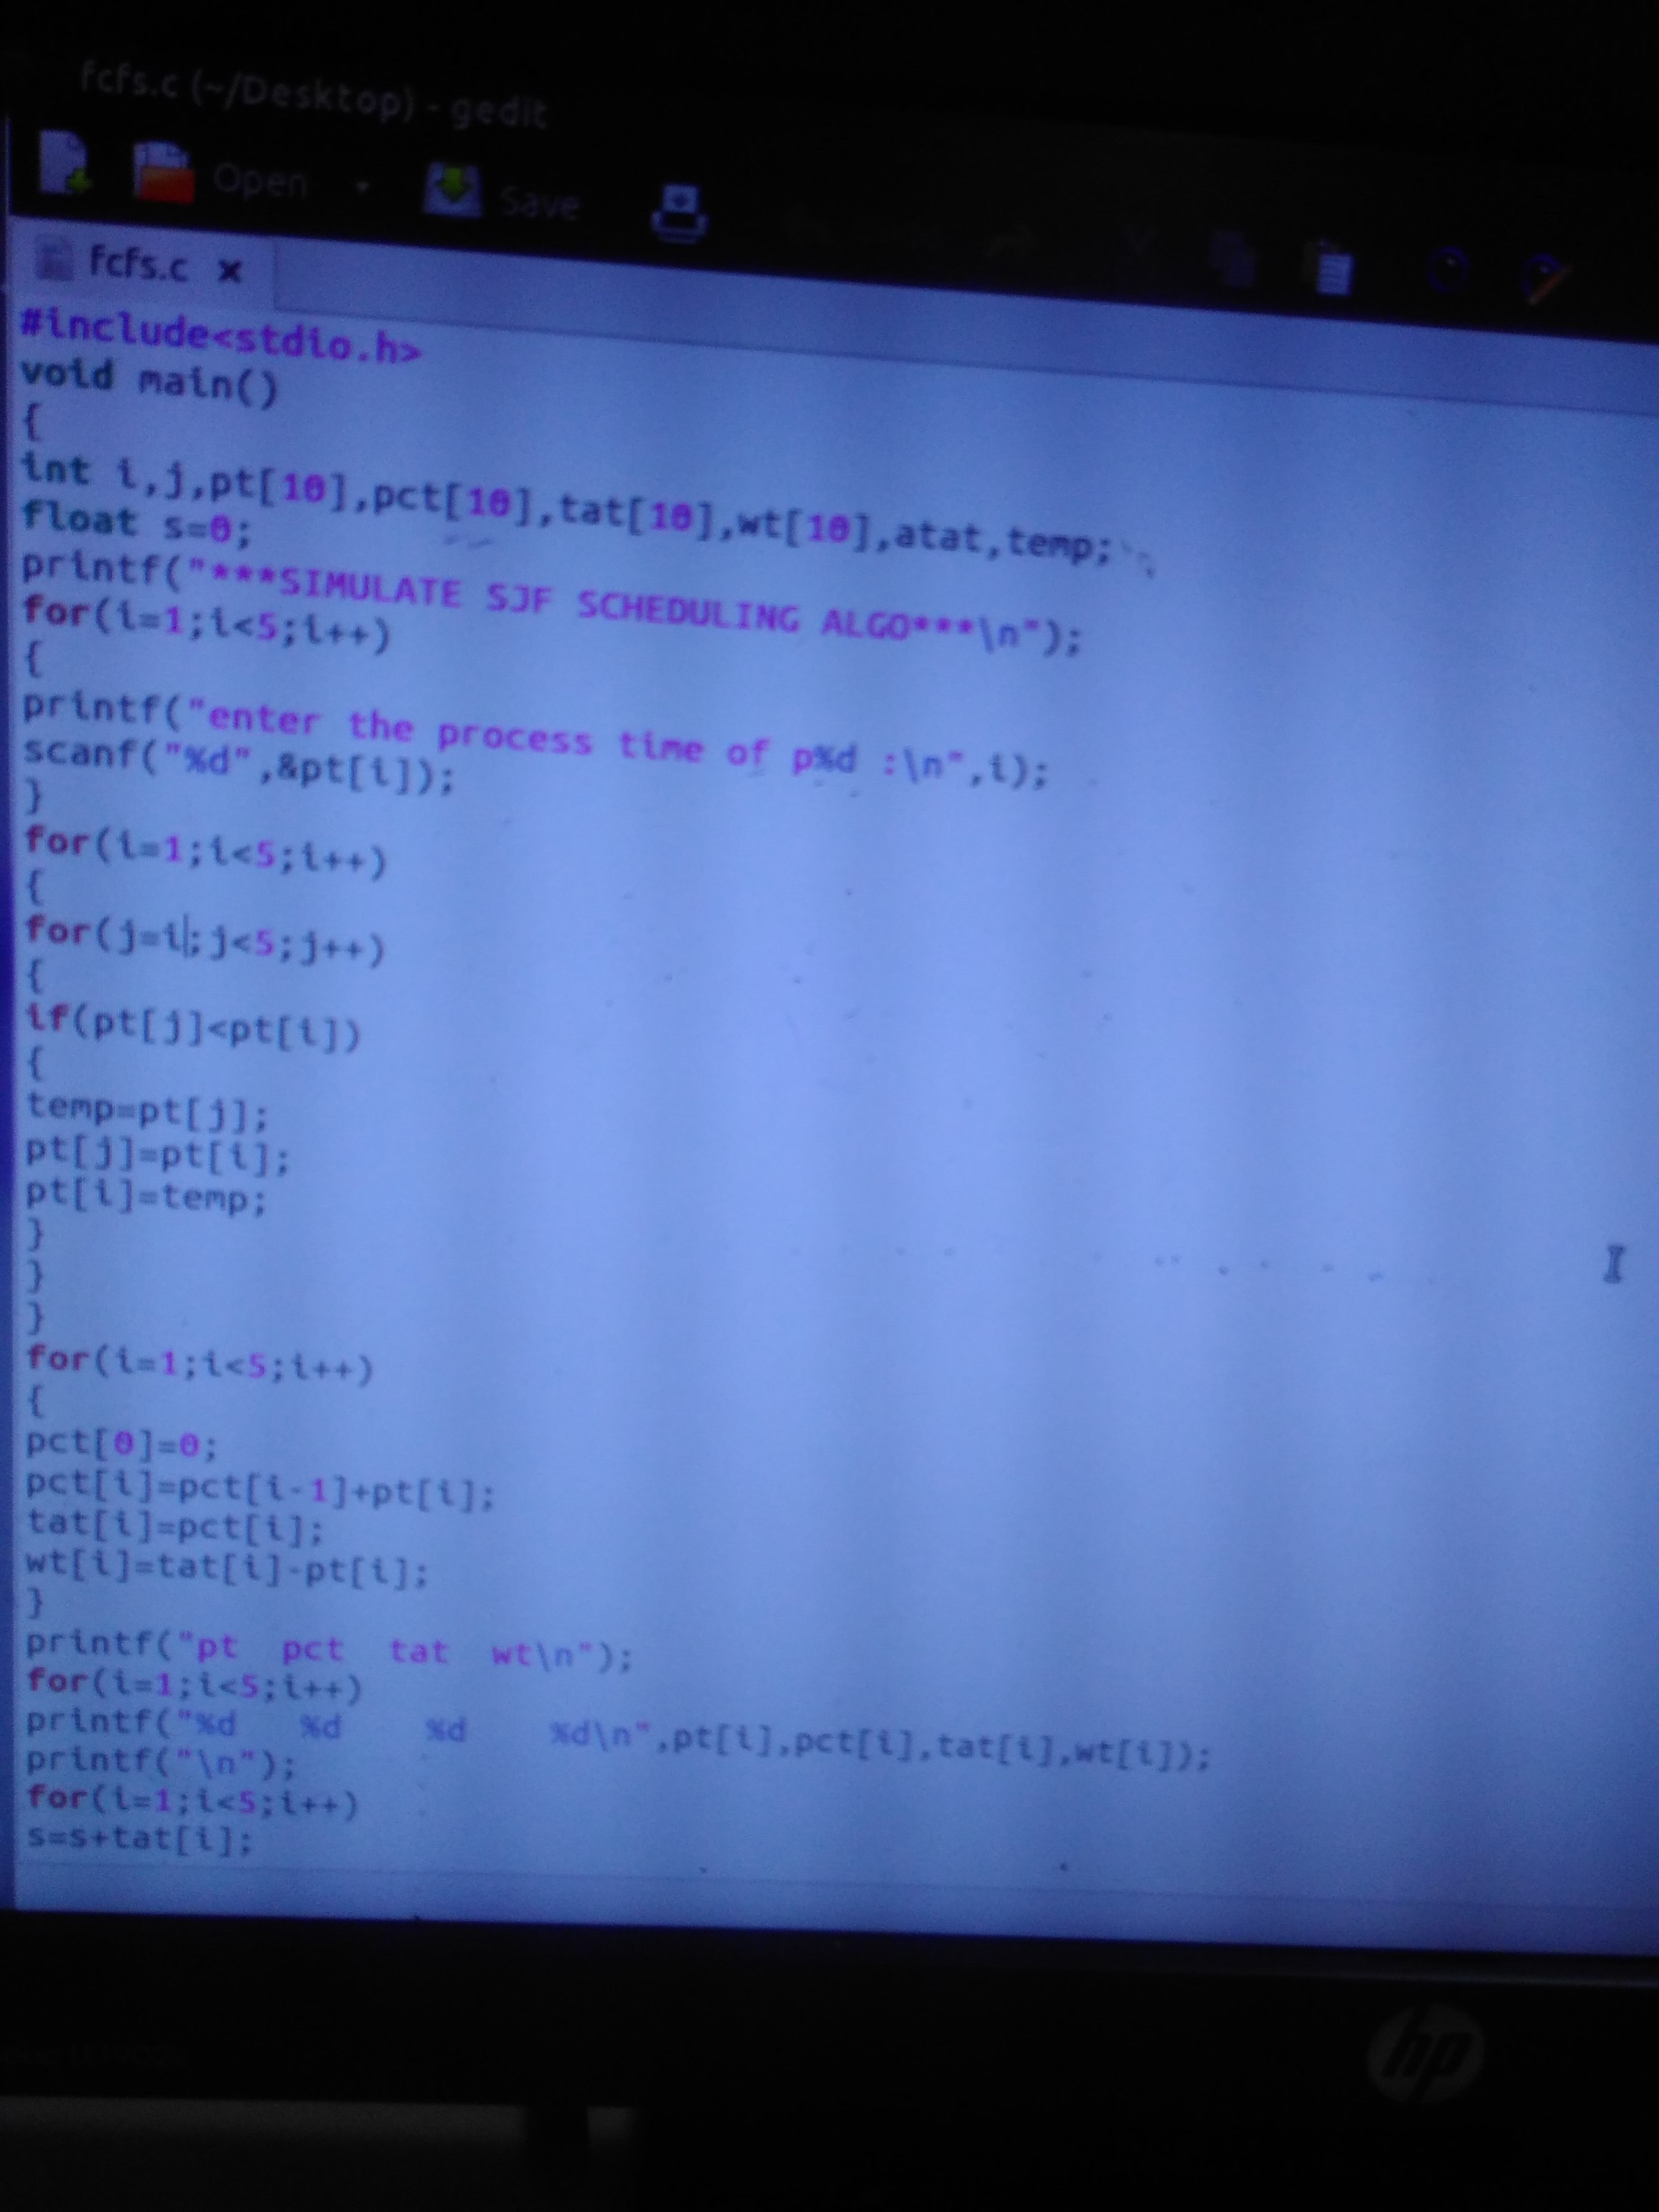 fcfs.c (~/Desktop) - gedit
Open Save
fcfs.c x
#include<stdio.h>
void main()
{
int i,j,pt[10],pct[10],tat[10],wt[10],atat,temp;
float s=0;
printf("***SIMULATE SJF SCHEDULING ALGO***\n");
for(i=1;i<5;i++)
{
printf("enter the process time of p%d :\n",i);
scanf("%d",&pt[i]);
}
for(i=1;i<5;i++)
{
for(j=i;j<5;j++)
{
if(pt[j]<pt[i])
{
temp=pt[j];
pt[j]=pt[i];
pt[i]=temp;
}
}
}
for(i=1;i<5;i++)
{
pct[0]=0;
pct[i]=pct[i-1]+pt[i];
tat[i]=pct[i];
wt[i]=tat[i]-pt[i];
}
printf("pt  pct  tat  wt\n");
for(i=1;i<5;i++)
printf("%d   %d    %d    %d\n",pt[i],pct[i],tat[i],wt[i]);
printf("\n");
for(i=1;i<5;i++)
s=s+tat[i];
hp